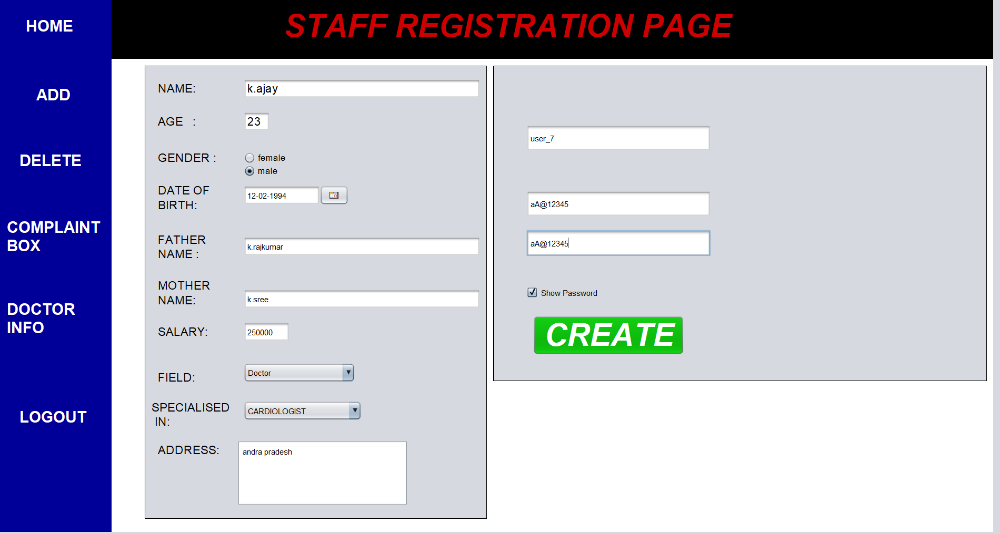 STAFF REGISTRATION PAGE
HOME
ADD
DELETE
COMPLAINT
BOX
DOCTOR
INFO
LOGOUT
NAME: k.ajay
AGE : 23
GENDER : female
male
DATE OF
BIRTH: 12-02-1994
FATHER
NAME : k.rajkumar
MOTHER
NAME: k.sree
SALARY: 250000
FIELD: Doctor
SPECIALISED
IN: CARDIOLOGIST
ADDRESS: andra pradesh
user_7
aA@12345
aA@12345
Show Password
CREATE